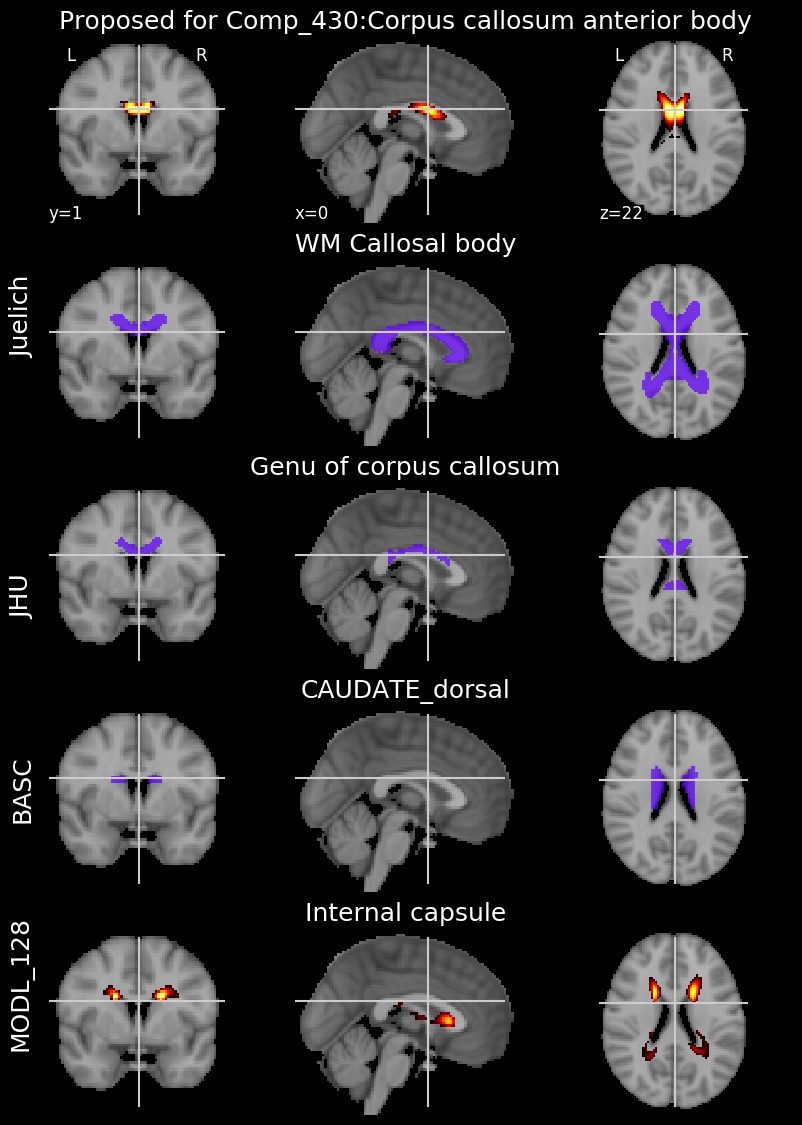 Proposed for Comp_430:Corpus callosum anterior body
L R L R
y=1 x=0 z=22
WM Callosal body
Juelich
Genu of corpus callosum
JHU
CAUDATE_dorsal
BASC
Internal capsule
MODL_128